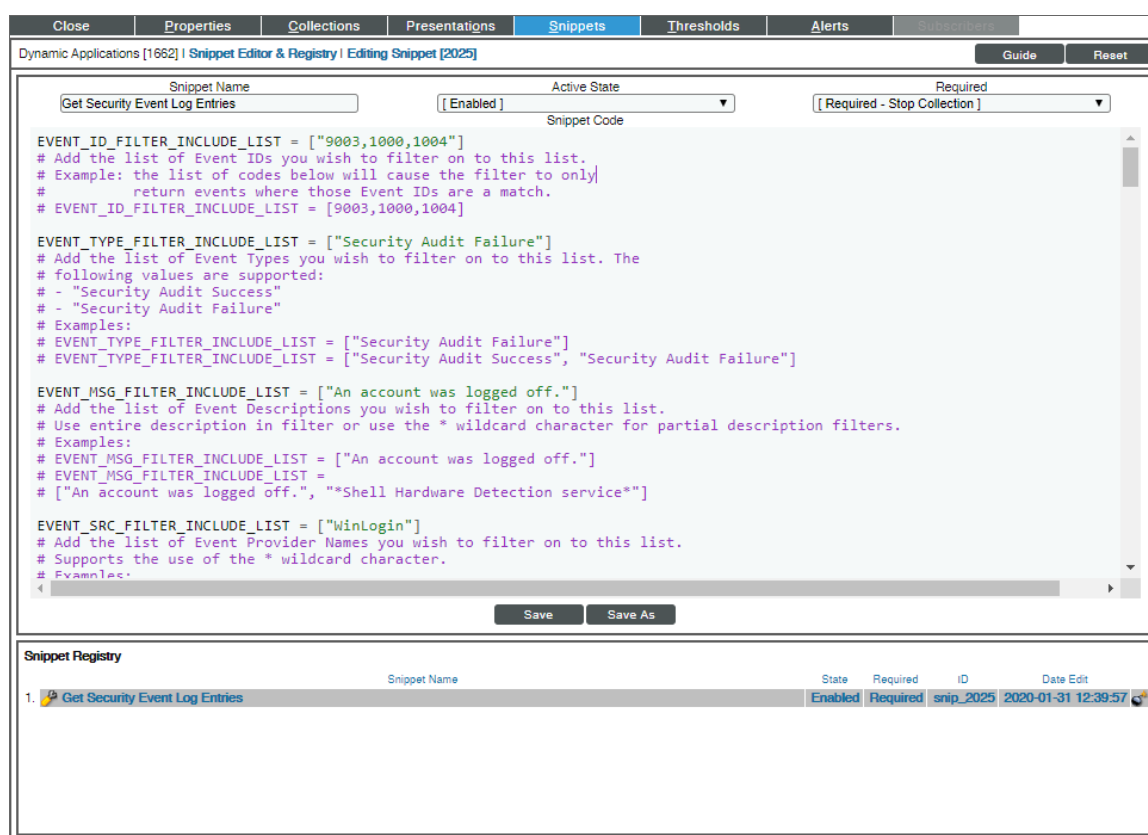 Close Properties Collections Presentations Snippets Thresholds Alerts Subscribers
Dynamic Applications [1662] | Snippet Editor & Registry | Editing Snippet [2025] Guide Reset
Snippet Name Active State Required
Get Security Event Log Entries [ Enabled ] [ Required - Stop Collection ]
Snippet Code
EVENT_ID_FILTER_INCLUDE_LIST = ["9003,1000,1004"]
# Add the list of Event IDs you wish to filter on to this list.
# Example: the list of codes below will cause the filter to only
# return events where those Event IDs are a match.
# EVENT_ID_FILTER_INCLUDE_LIST = [9003,1000,1004]
EVENT_TYPE_FILTER_INCLUDE_LIST = ["Security Audit Failure"]
# Add the list of Event Types you wish to filter on to this list. The
# following values are supported:
# - "Security Audit Success"
# - "Security Audit Failure"
# Examples:
# EVENT_TYPE_FILTER_INCLUDE_LIST = ["Security Audit Failure"]
# EVENT_TYPE_FILTER_INCLUDE_LIST = ["Security Audit Success", "Security Audit Failure"]
EVENT_MSG_FILTER_INCLUDE_LIST = ["An account was logged off."]
# Add the list of Event Descriptions you wish to filter on to this list.
# Use entire description in filter or use the * wildcard character for partial description filters.
# Examples:
# EVENT_MSG_FILTER_INCLUDE_LIST = ["An account was logged off."]
# EVENT_MSG_FILTER_INCLUDE_LIST =
# ["An account was logged off.", "*Shell Hardware Detection service*"]
EVENT_SRC_FILTER_INCLUDE_LIST = ["WinLogin"]
# Add the list of Event Provider Names you wish to filter on to this list.
# Supports the use of the * wildcard character.
# Examples:
Save Save As
Snippet Registry
Snippet Name State Required ID Date Edit
1. Get Security Event Log Entries Enabled Required snip_2025 2020-01-31 12:39:57